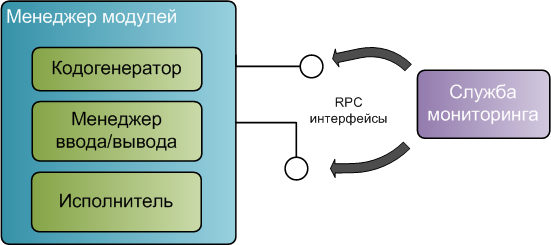 Менеджер модулей
Кодогенератор
Менеджер
ввода/вывода
Исполнитель
RPC
интерфейсы
Служба
мониторинга